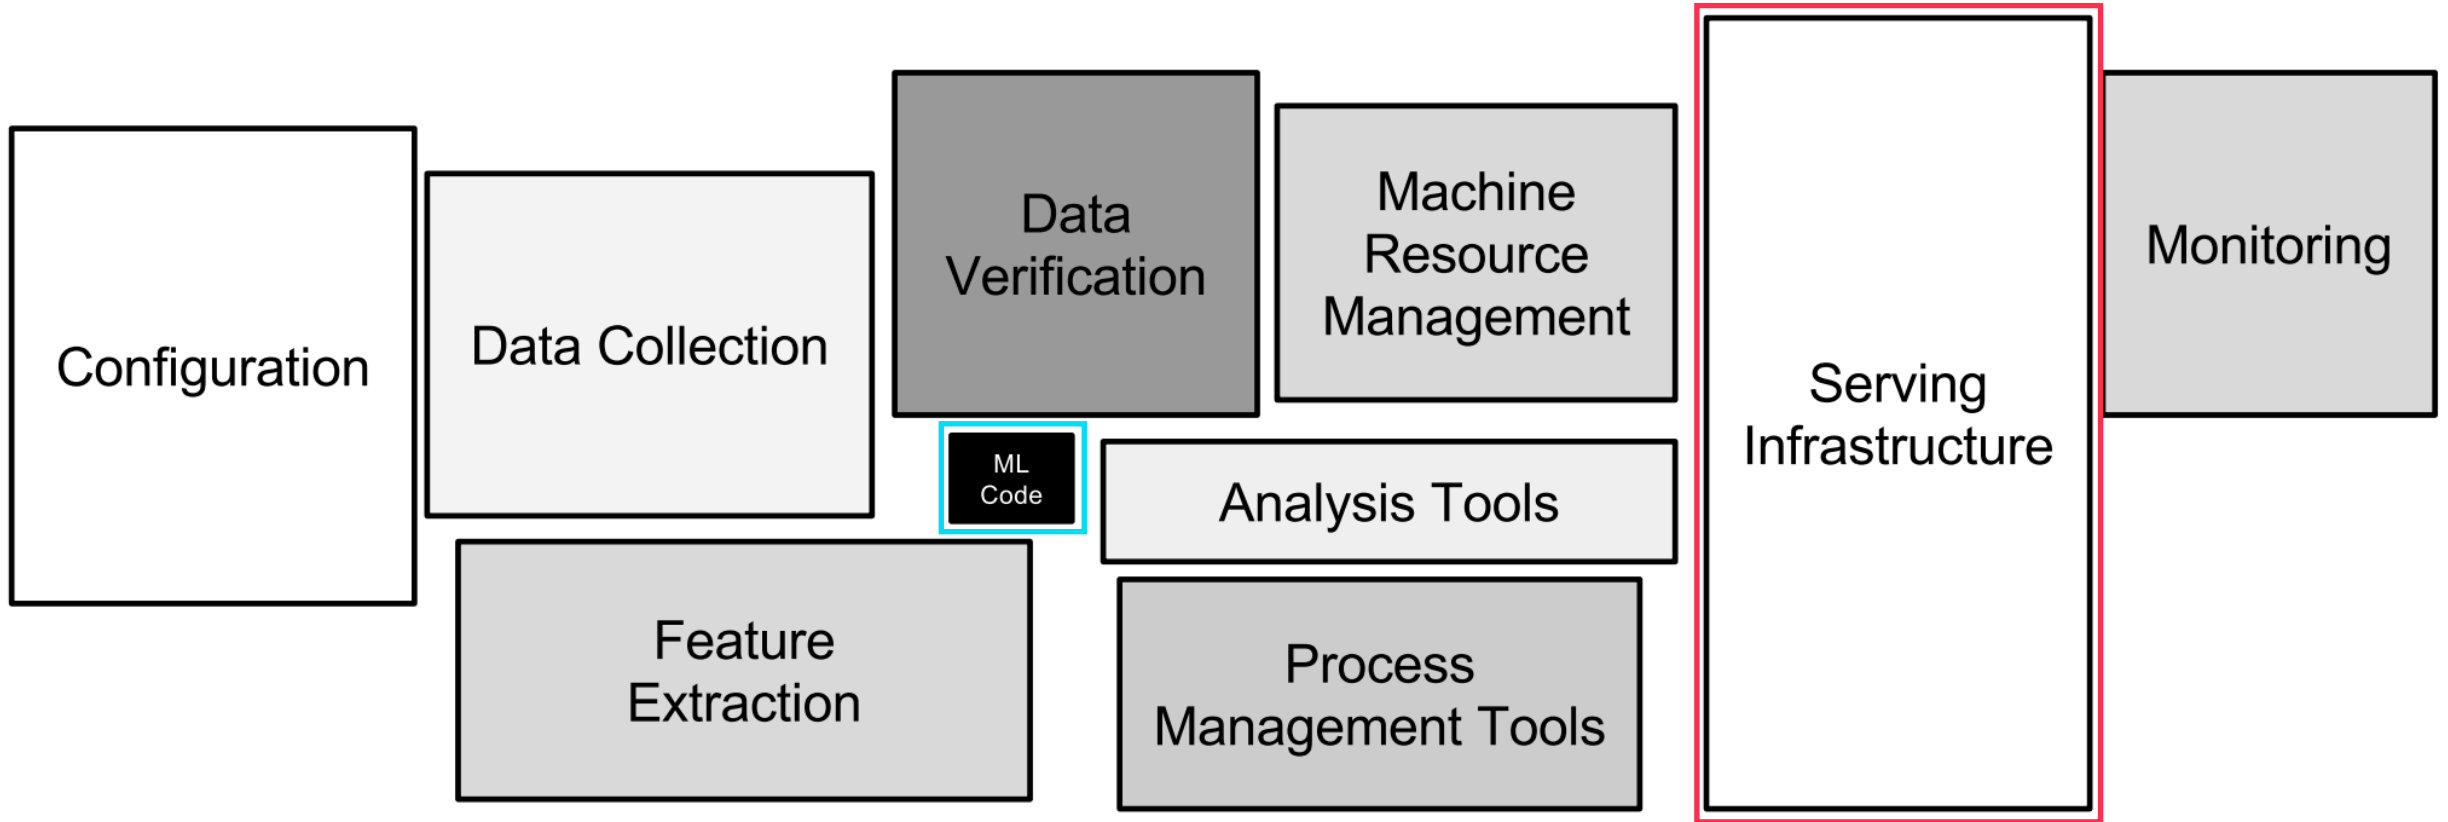 Configuration
Data Collection
Feature
Extraction
Data
Verification
ML
Code
Machine
Resource
Management
Analysis Tools
Process
Management Tools
Serving
Infrastructure
Monitoring